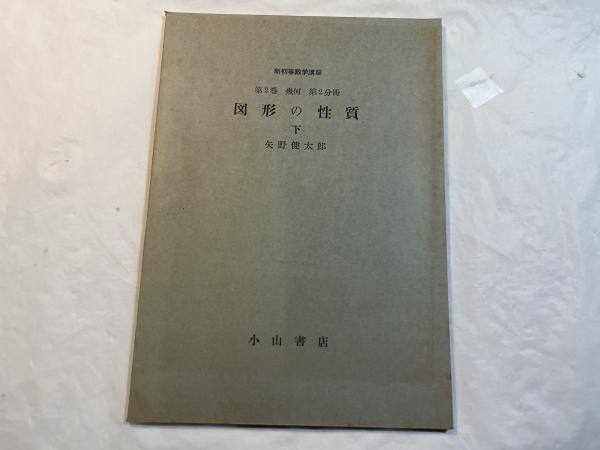 新初等数学講座
第2巻 幾何 第2分冊
図形の性質
下
矢野健太郎
小山書店